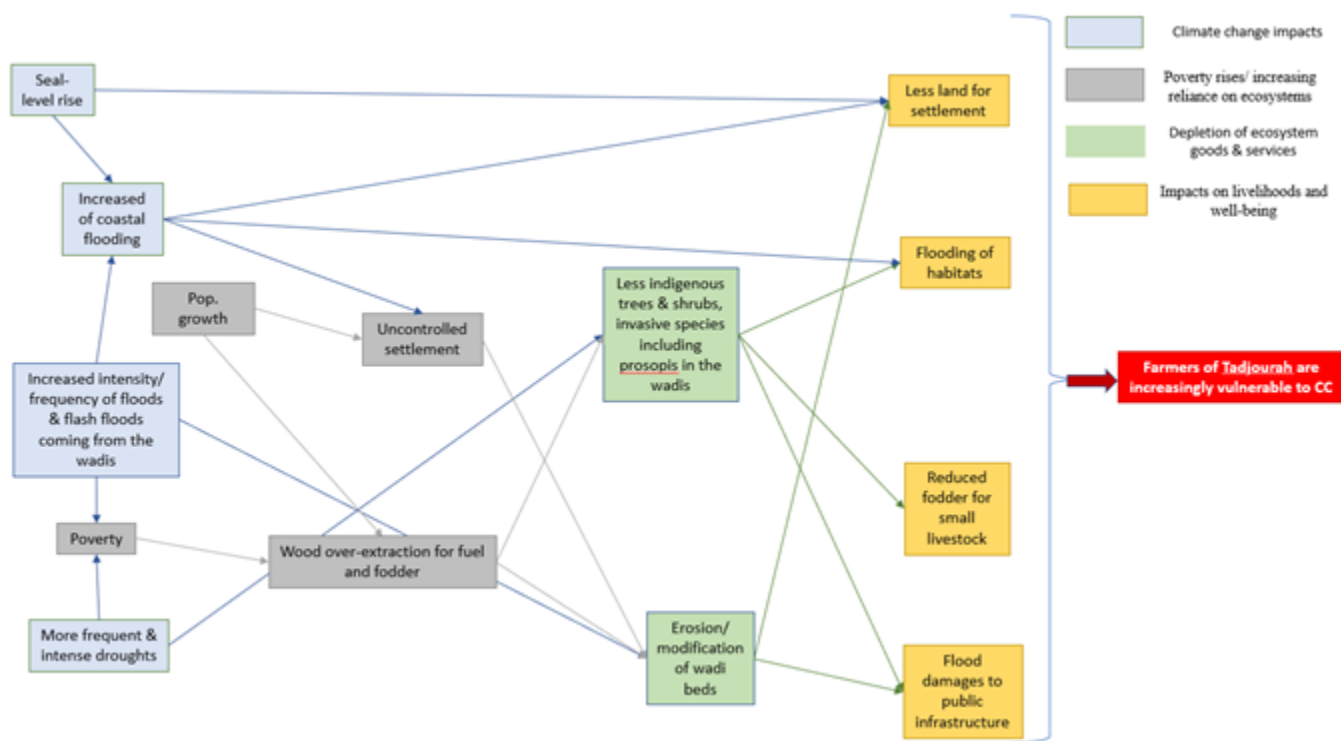 Seal-
level rise
Increased
of coastal
flooding
Pop.
growth
Uncontrolled
settlement
Increased intensity/
frequency of floods
& flash floods
coming from the
wadis
Poverty
Wood over-extraction for fuel
and fodder
More frequent &
intense droughts
Less indigenous
trees & shrubs,
invasive species
including
prosopis in the
wadis
Erosion/
modification
of wadi
beds
Less land for
settlement
Flooding of
habitats
Reduced
fodder for
small
livestock
Flood
damages to
public
infrastructure
Climate change impacts
Poverty rises/ increasing
reliance on ecosystems
Depletion of ecosystem
goods & services
Impacts on livelihoods and
well-being
Farmers of Tadjourah are
increasingly vulnerable to CC